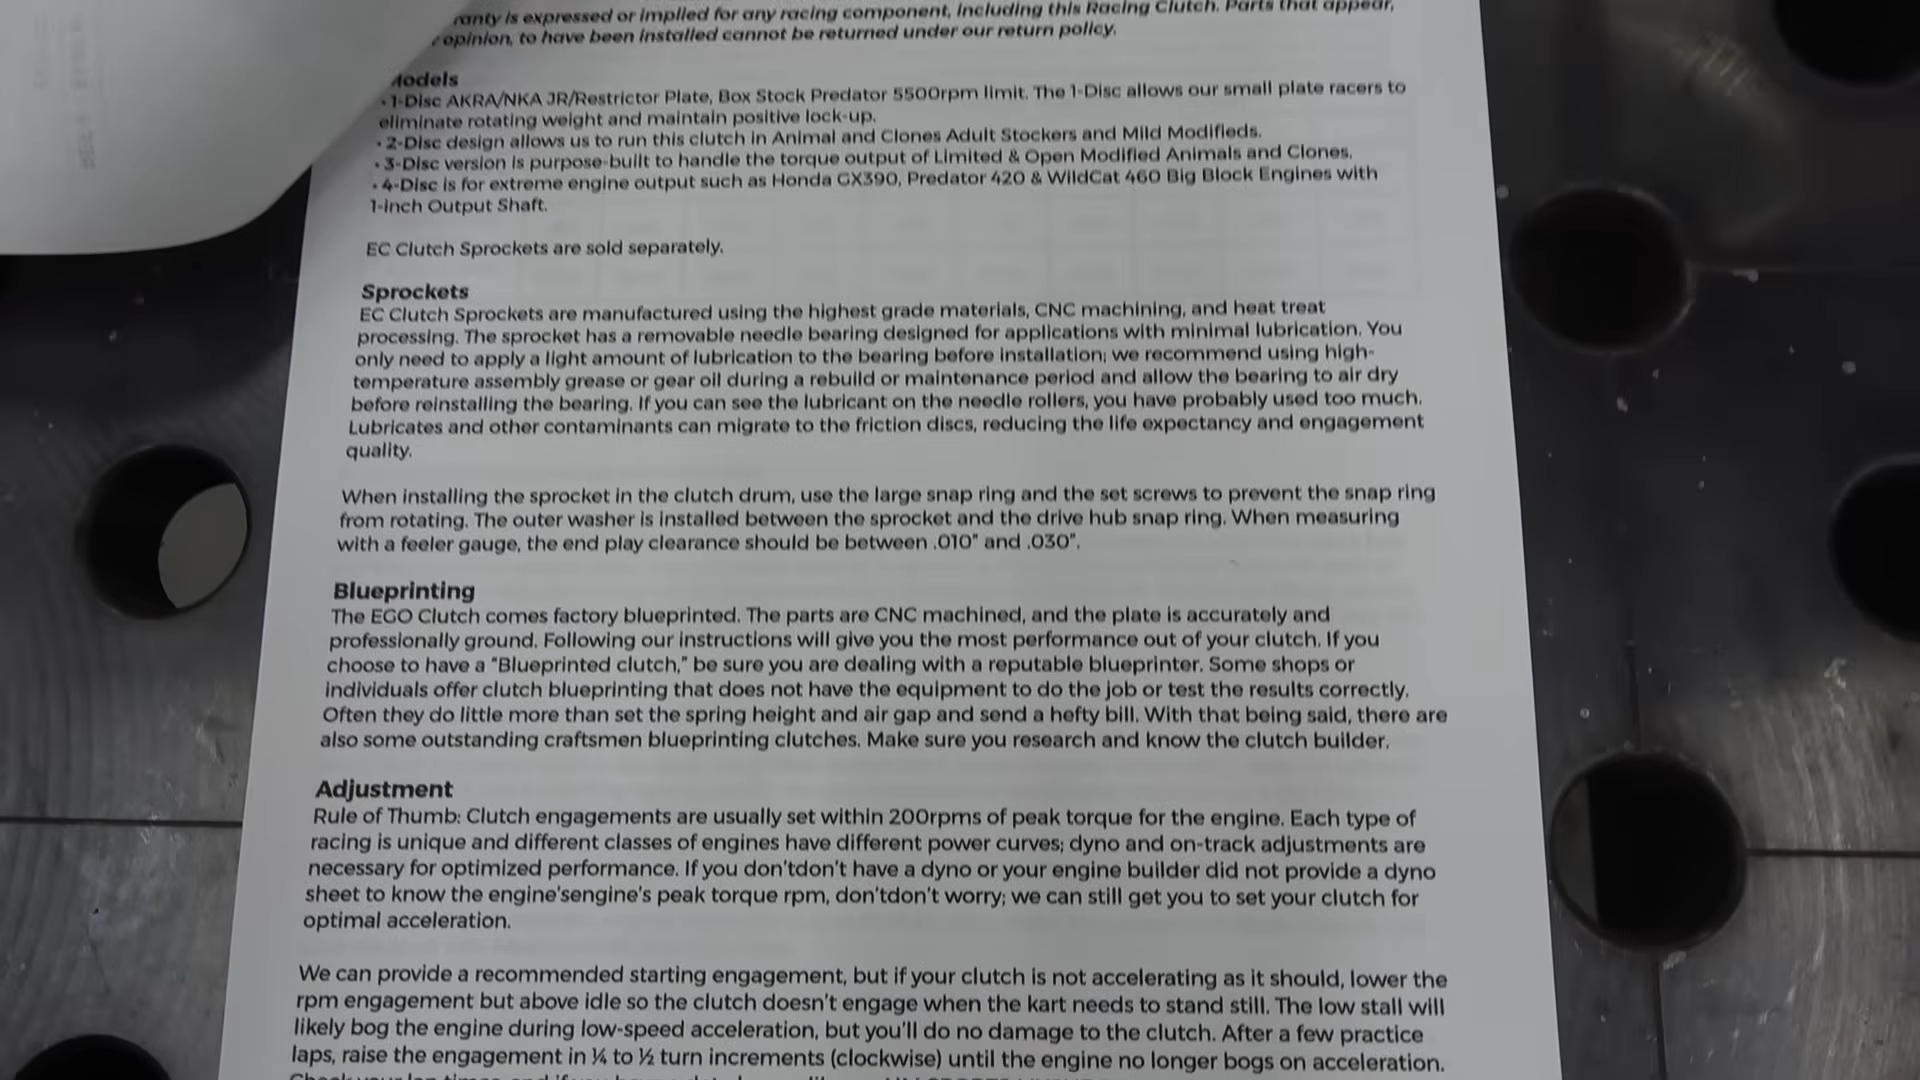 is expressed or implied for any racing component, including this Racing Clutch. Parts that appear,
opinion, to have been installed cannot be returned under our return policy.
Models
• 1-Disc AKRA/NKA JR/Restrictor Plate, Box Stock Predator 5500rpm limit. The 1-Disc allows our small plate racers to
eliminate rotating weight and maintain positive lock-up.
• 2-Disc design allows us to run this clutch in Animal and Clones Adult Stockers and Mild Modifieds.
• 3-Disc version is purpose-built to handle the torque output of Limited & Open Modified Animals and Clones.
• 4-Disc is for extreme engine output such as Honda GX390, Predator 420 & WildCat 460 Big Block Engines with
1-inch Output Shaft.
EC Clutch Sprockets are sold separately.
Sprockets
EC Clutch Sprockets are manufactured using the highest grade materials, CNC machining, and heat treat
processing. The sprocket has a removable needle bearing designed for applications with minimal lubrication. You
only need to apply a light amount of lubrication to the bearing before installation; we recommend using high-
temperature assembly grease or gear oil during a rebuild or maintenance period and allow the bearing to air dry
before reinstalling the bearing. If you can see the lubricant on the needle rollers, you have probably used too much.
Lubricates and other contaminants can migrate to the friction discs, reducing the life expectancy and engagement
quality.
When installing the sprocket in the clutch drum, use the large snap ring and the set screws to prevent the snap ring
from rotating. The outer washer is installed between the sprocket and the drive hub snap ring. When measuring
with a feeler gauge, the end play clearance should be between .010" and .030".
Blueprinting
The EGO Clutch comes factory blueprinted. The parts are CNC machined, and the plate is accurately and
professionally ground. Following our instructions will give you the most performance out of your clutch. If you
choose to have a "Blueprinted clutch," be sure you are dealing with a reputable blueprinter. Some shops or
individuals offer clutch blueprinting that does not have the equipment to do the job or test the results correctly.
Often they do little more than set the spring height and air gap and send a hefty bill. With that being said, there are
also some outstanding craftsmen blueprinting clutches. Make sure you research and know the clutch builder.
Adjustment
Rule of Thumb: Clutch engagements are usually set within 200rpms of peak torque for the engine. Each type of
racing is unique and different classes of engines have different power curves; dyno and on-track adjustments are
necessary for optimized performance. If you don'tdon't have a dyno or your engine builder did not provide a dyno
sheet to know the engine'sengine's peak torque rpm, don'tdon't worry; we can still get you to set your clutch for
optimal acceleration.
We can provide a recommended starting engagement, but if your clutch is not accelerating as it should, lower the
rpm engagement but above idle so the clutch doesn't engage when the kart needs to stand still. The low stall will
likely bog the engine during low-speed acceleration, but you'll do no damage to the clutch. After a few practice
laps, raise the engagement in ¼ to ½ turn increments (clockwise) until the engine no longer bogs on acceleration.